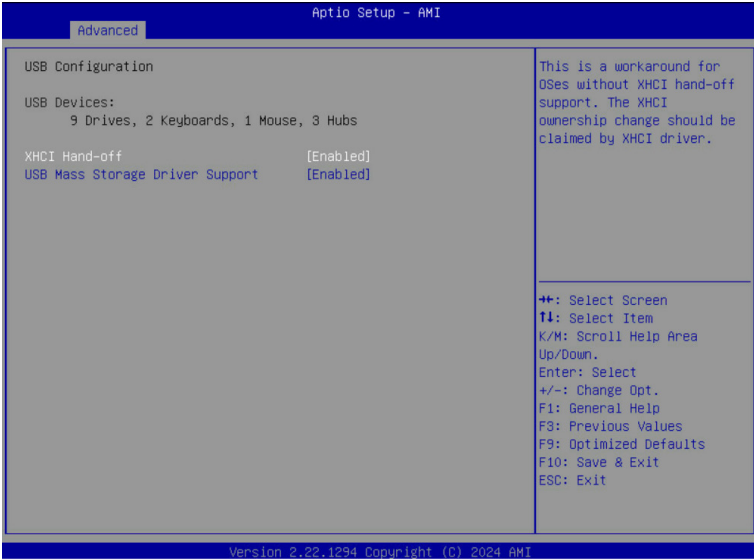 Aptio Setup – AMI
Advanced
USB Configuration
USB Devices:
9 Drives, 2 Keyboards, 1 Mouse, 3 Hubs
XHCI Hand-off [Enabled]
USB Mass Storage Driver Support [Enabled]
This is a workaround for
OSes without XHCI hand-off
support. The XHCI
ownership change should be
claimed by XHCI driver.
→←: Select Screen
↑↓: Select Item
K/M: Scroll Help Area
Up/Down.
Enter: Select
+/-: Change Opt.
F1: General Help
F3: Previous Values
F9: Optimized Defaults
F10: Save & Exit
ESC: Exit
Version 2.22.1294 Copyright (C) 2024 AMI